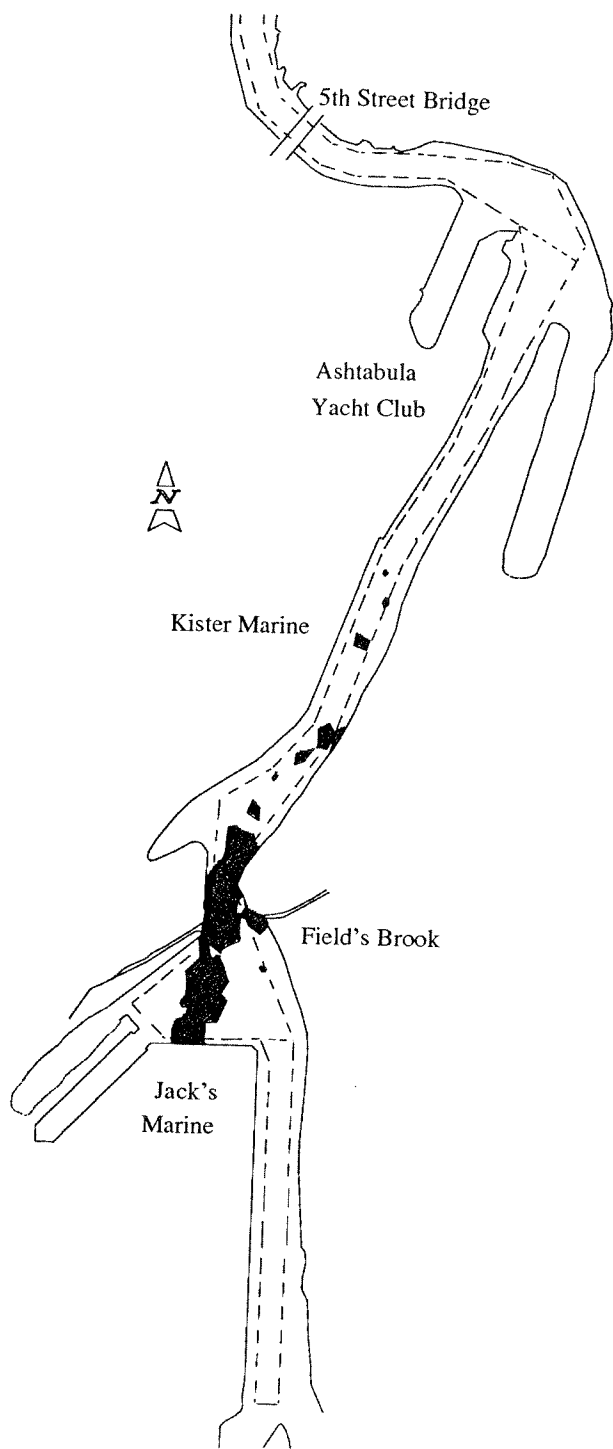 5th Street Bridge
Ashtabula
Yacht Club
N
Kister Marine
Field's Brook
Jack's
Marine